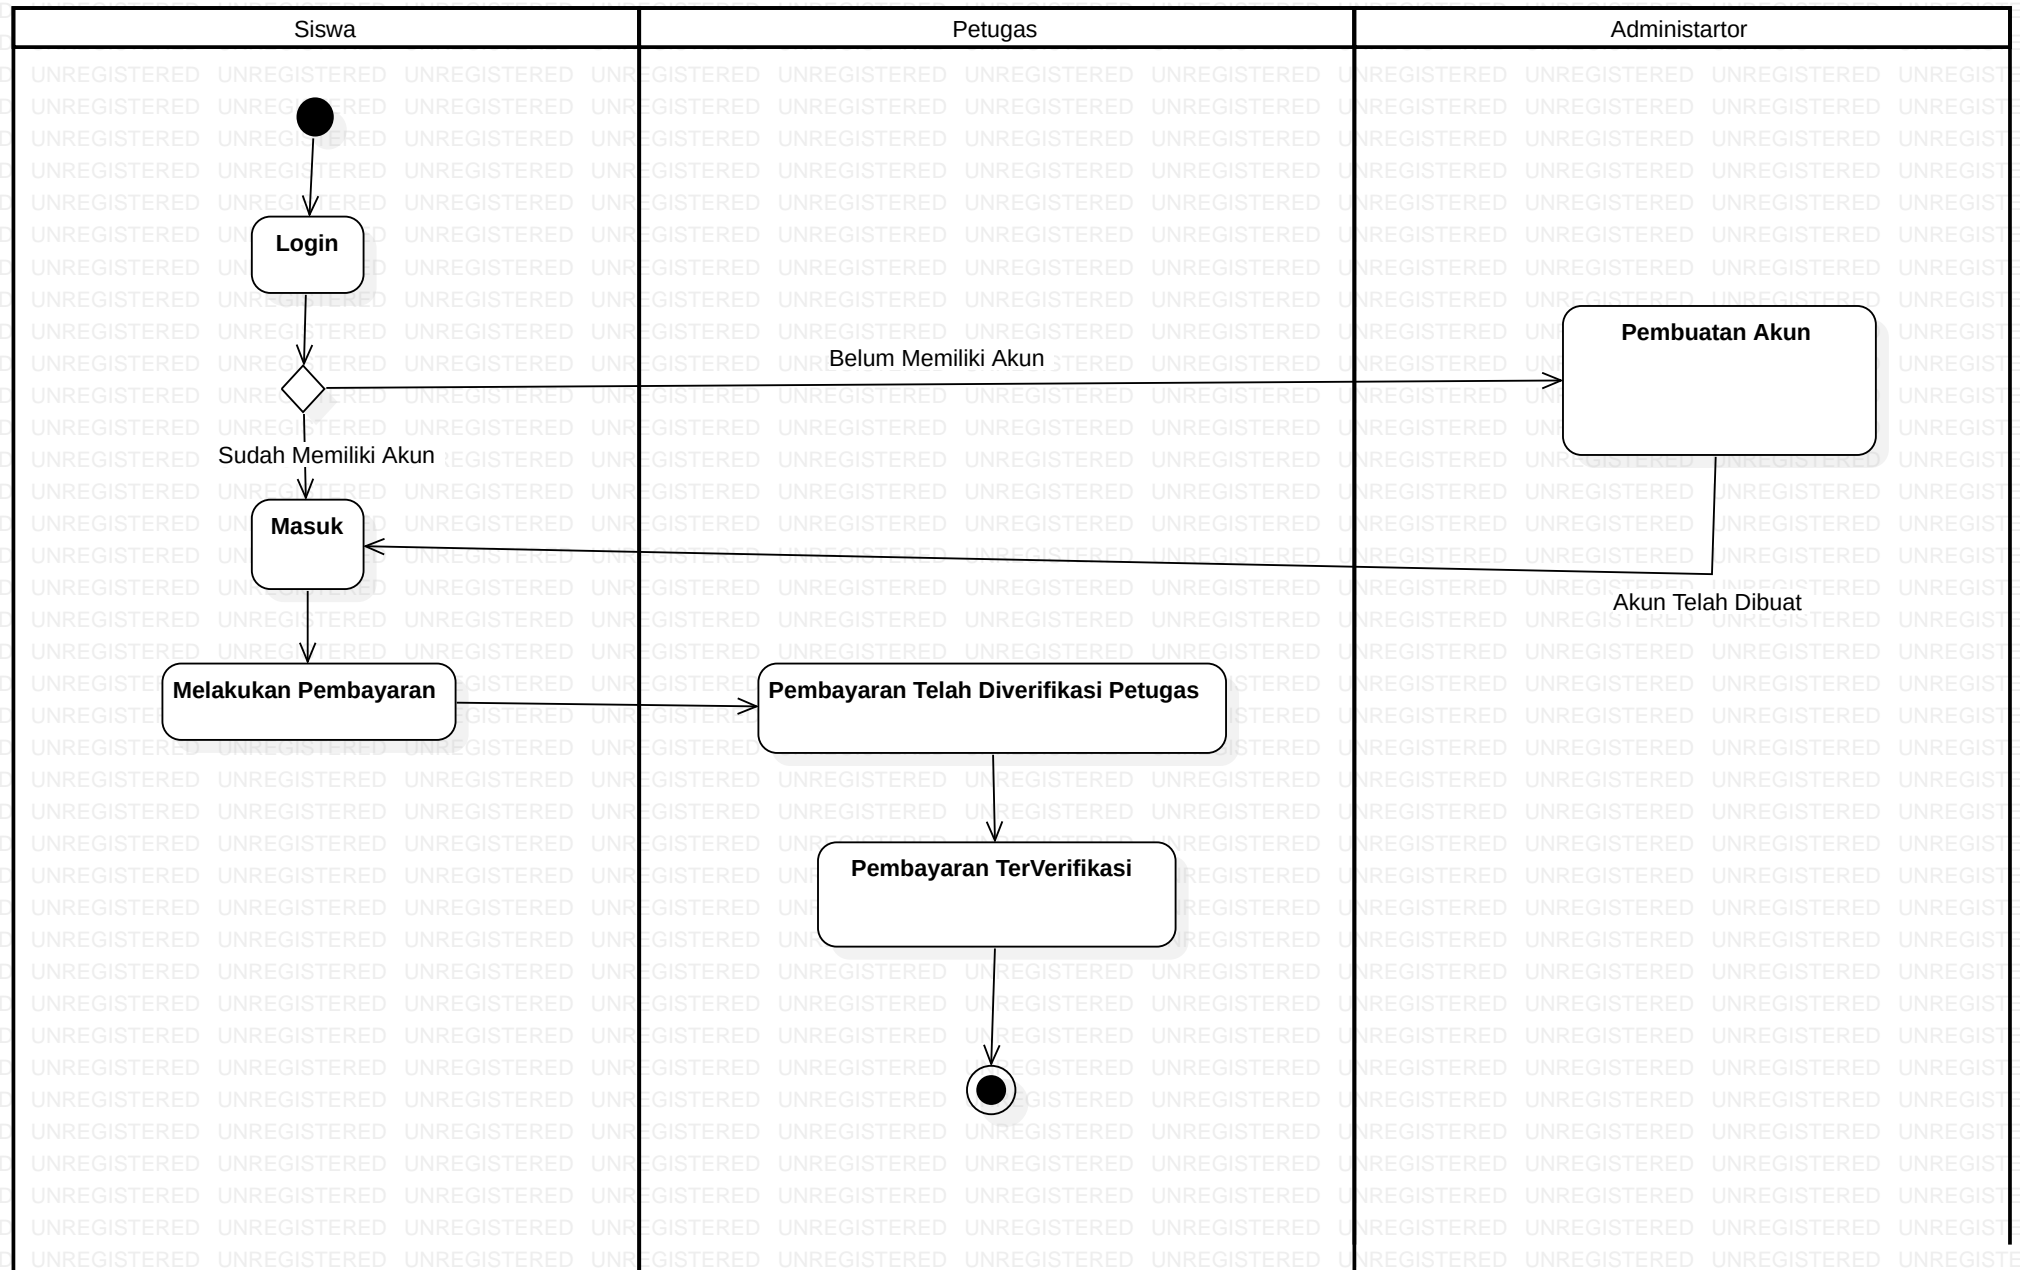 Siswa
Petugas
Administartor
Login
Pembuatan Akun
Belum Memiliki Akun
Sudah Memiliki Akun
Masuk
Akun Telah Dibuat
Melakukan Pembayaran
Pembayaran Telah Diverifikasi Petugas
Pembayaran TerVerifikasi
UNREGISTERED